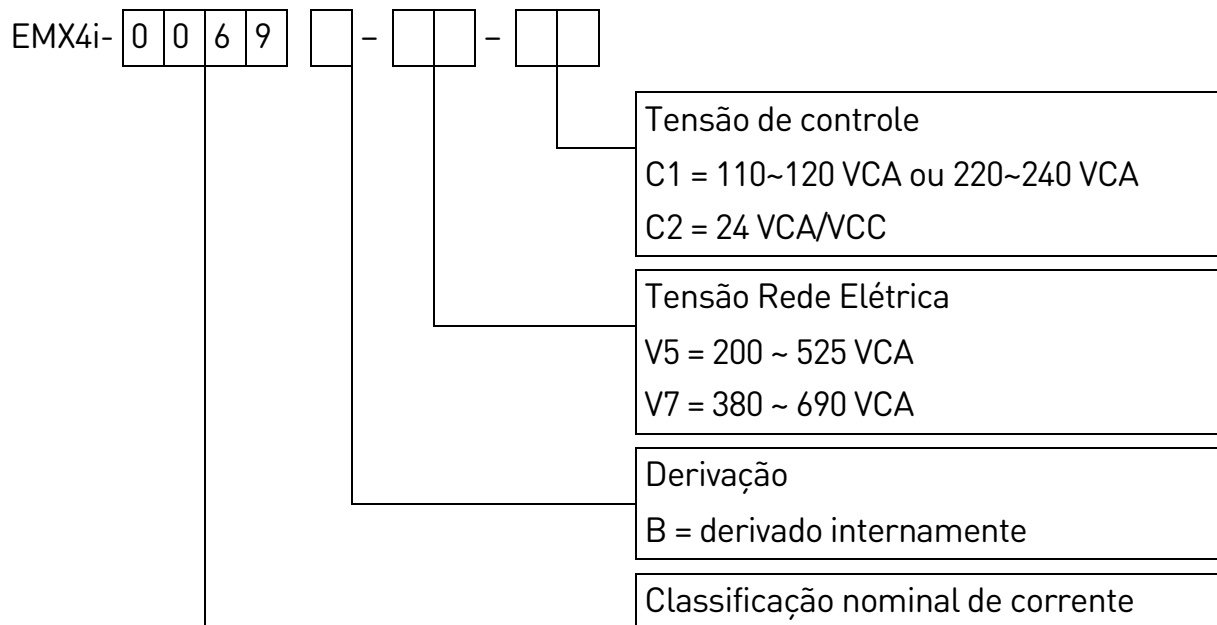 EMX4i- 0 0 6 9 – –
Tensão de controle
C1 = 110~120 VCA ou 220~240 VCA
C2 = 24 VCA/VCC
Tensão Rede Elétrica
V5 = 200 ~ 525 VCA
V7 = 380 ~ 690 VCA
Derivação
B = derivado internamente
Classificação nominal de corrente